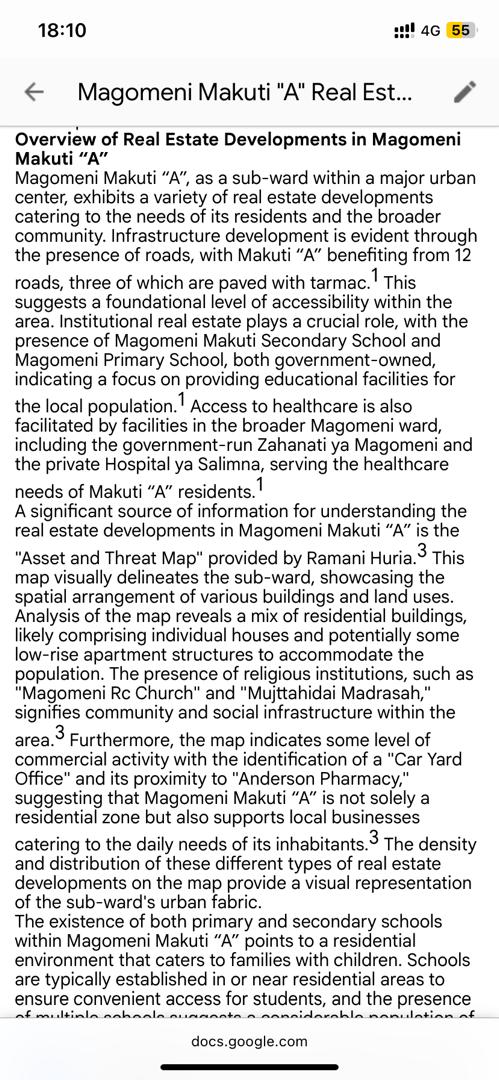 18:10
4G 55
Magomeni Makuti "A" Real Est...
Overview of Real Estate Developments in Magomeni
Makuti “A”
Magomeni Makuti “A”, as a sub-ward within a major urban
center, exhibits a variety of real estate developments
catering to the needs of its residents and the broader
community. Infrastructure development is evident through
the presence of roads, with Makuti “A” benefiting from 12
roads, three of which are paved with tarmac.1 This
suggests a foundational level of accessibility within the
area. Institutional real estate plays a crucial role, with the
presence of Magomeni Makuti Secondary School and
Magomeni Primary School, both government-owned,
indicating a focus on providing educational facilities for
the local population.1 Access to healthcare is also
facilitated by facilities in the broader Magomeni ward,
including the government-run Zahanati ya Magomeni and
the private Hospital ya Salimna, serving the healthcare
needs of Makuti “A” residents.1
A significant source of information for understanding the
real estate developments in Magomeni Makuti “A” is the
"Asset and Threat Map" provided by Ramani Huria.3 This
map visually delineates the sub-ward, showcasing the
spatial arrangement of various buildings and land uses.
Analysis of the map reveals a mix of residential buildings,
likely comprising individual houses and potentially some
low-rise apartment structures to accommodate the
population. The presence of religious institutions, such as
"Magomeni Rc Church" and "Mujttahidai Madrasah,"
signifies community and social infrastructure within the
area.3 Furthermore, the map indicates some level of
commercial activity with the identification of a "Car Yard
Office" and its proximity to "Anderson Pharmacy,"
suggesting that Magomeni Makuti “A” is not solely a
residential zone but also supports local businesses
catering to the daily needs of its inhabitants.3 The density
and distribution of these different types of real estate
developments on the map provide a visual representation
of the sub-ward's urban fabric.
The existence of both primary and secondary schools
within Magomeni Makuti “A” points to a residential
environment that caters to families with children. Schools
are typically established in or near residential areas to
ensure convenient access for students, and the presence
of multiple schools suggests a considerable population of
docs.google.com